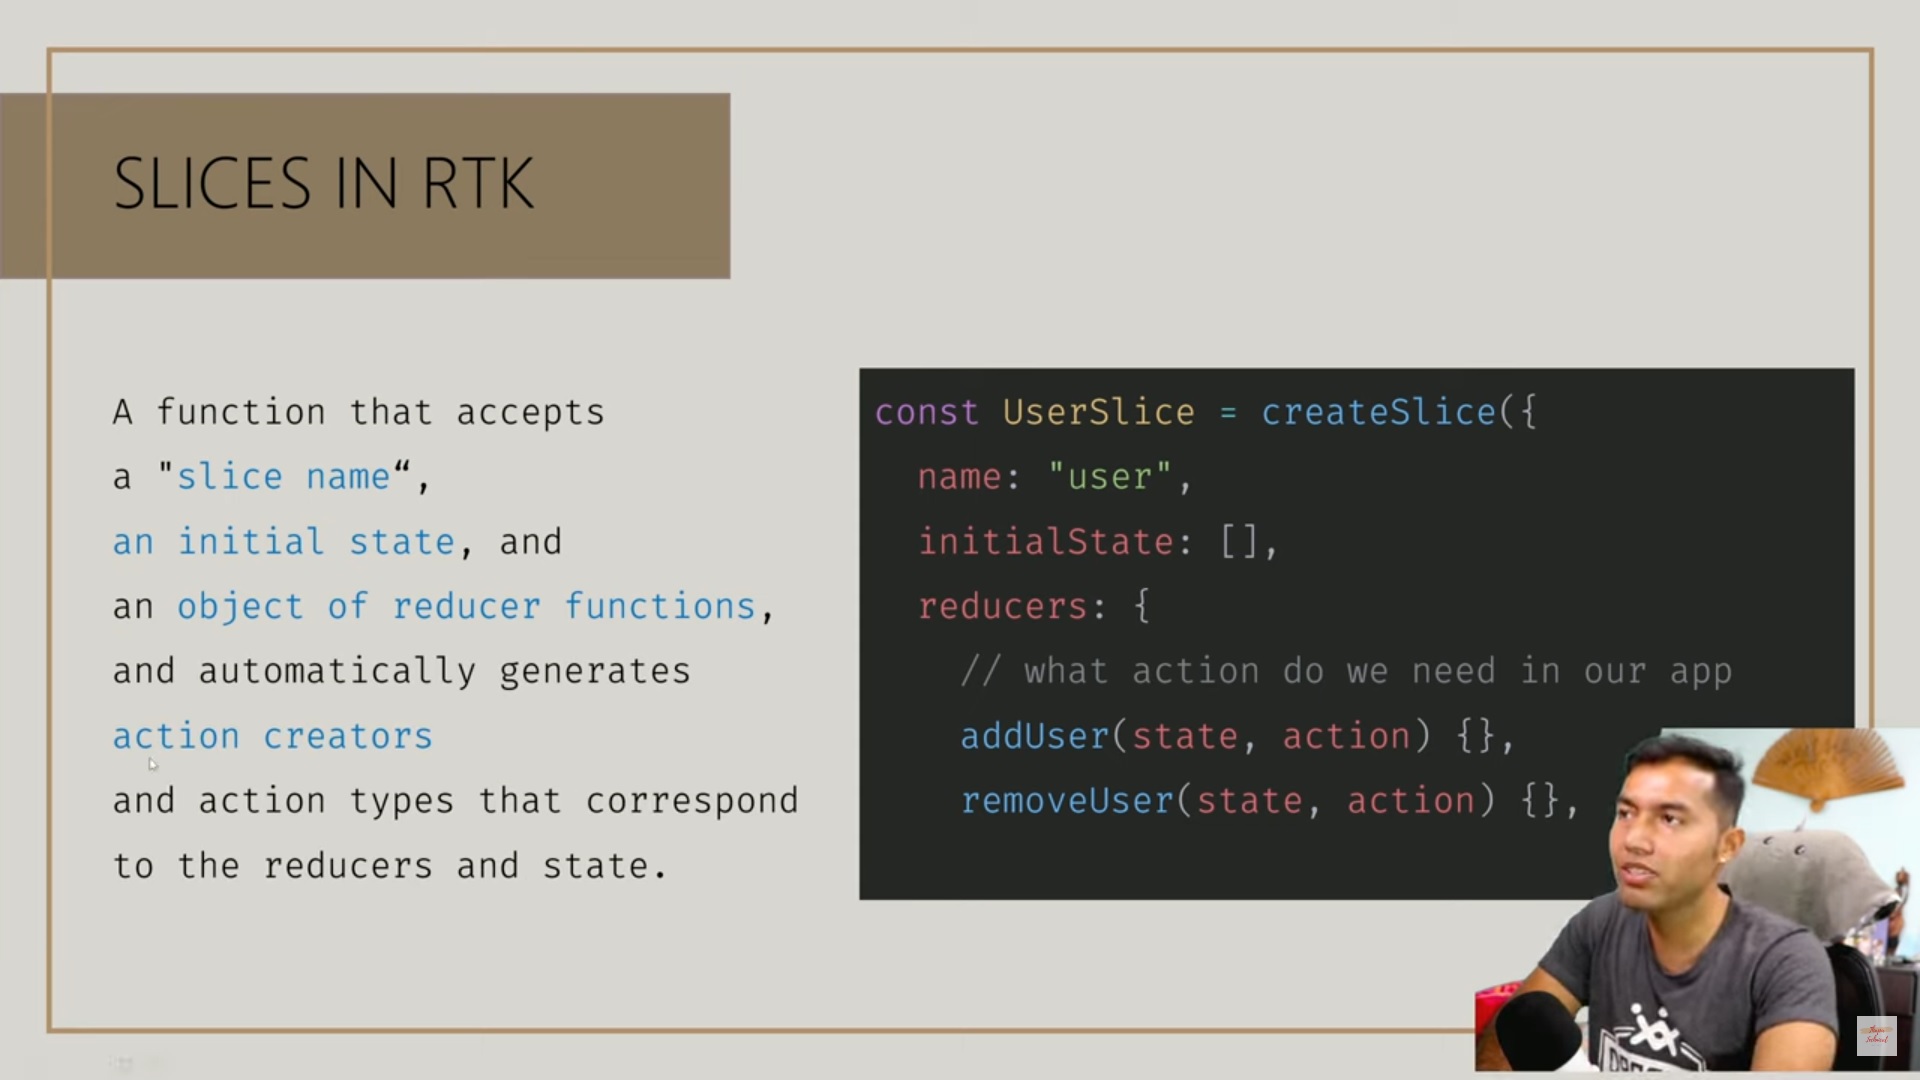 SLICES IN RTK
A function that accepts
a "slice name“,
an initial state, and
an object of reducer functions,
and automatically generates
action creators
and action types that correspond
to the reducers and state.
const UserSlice = createSlice({
name: "user",
initialState: [],
reducers: {
// what action do we need in our app
addUser(state, action) {},
removeUser(state, action) {},